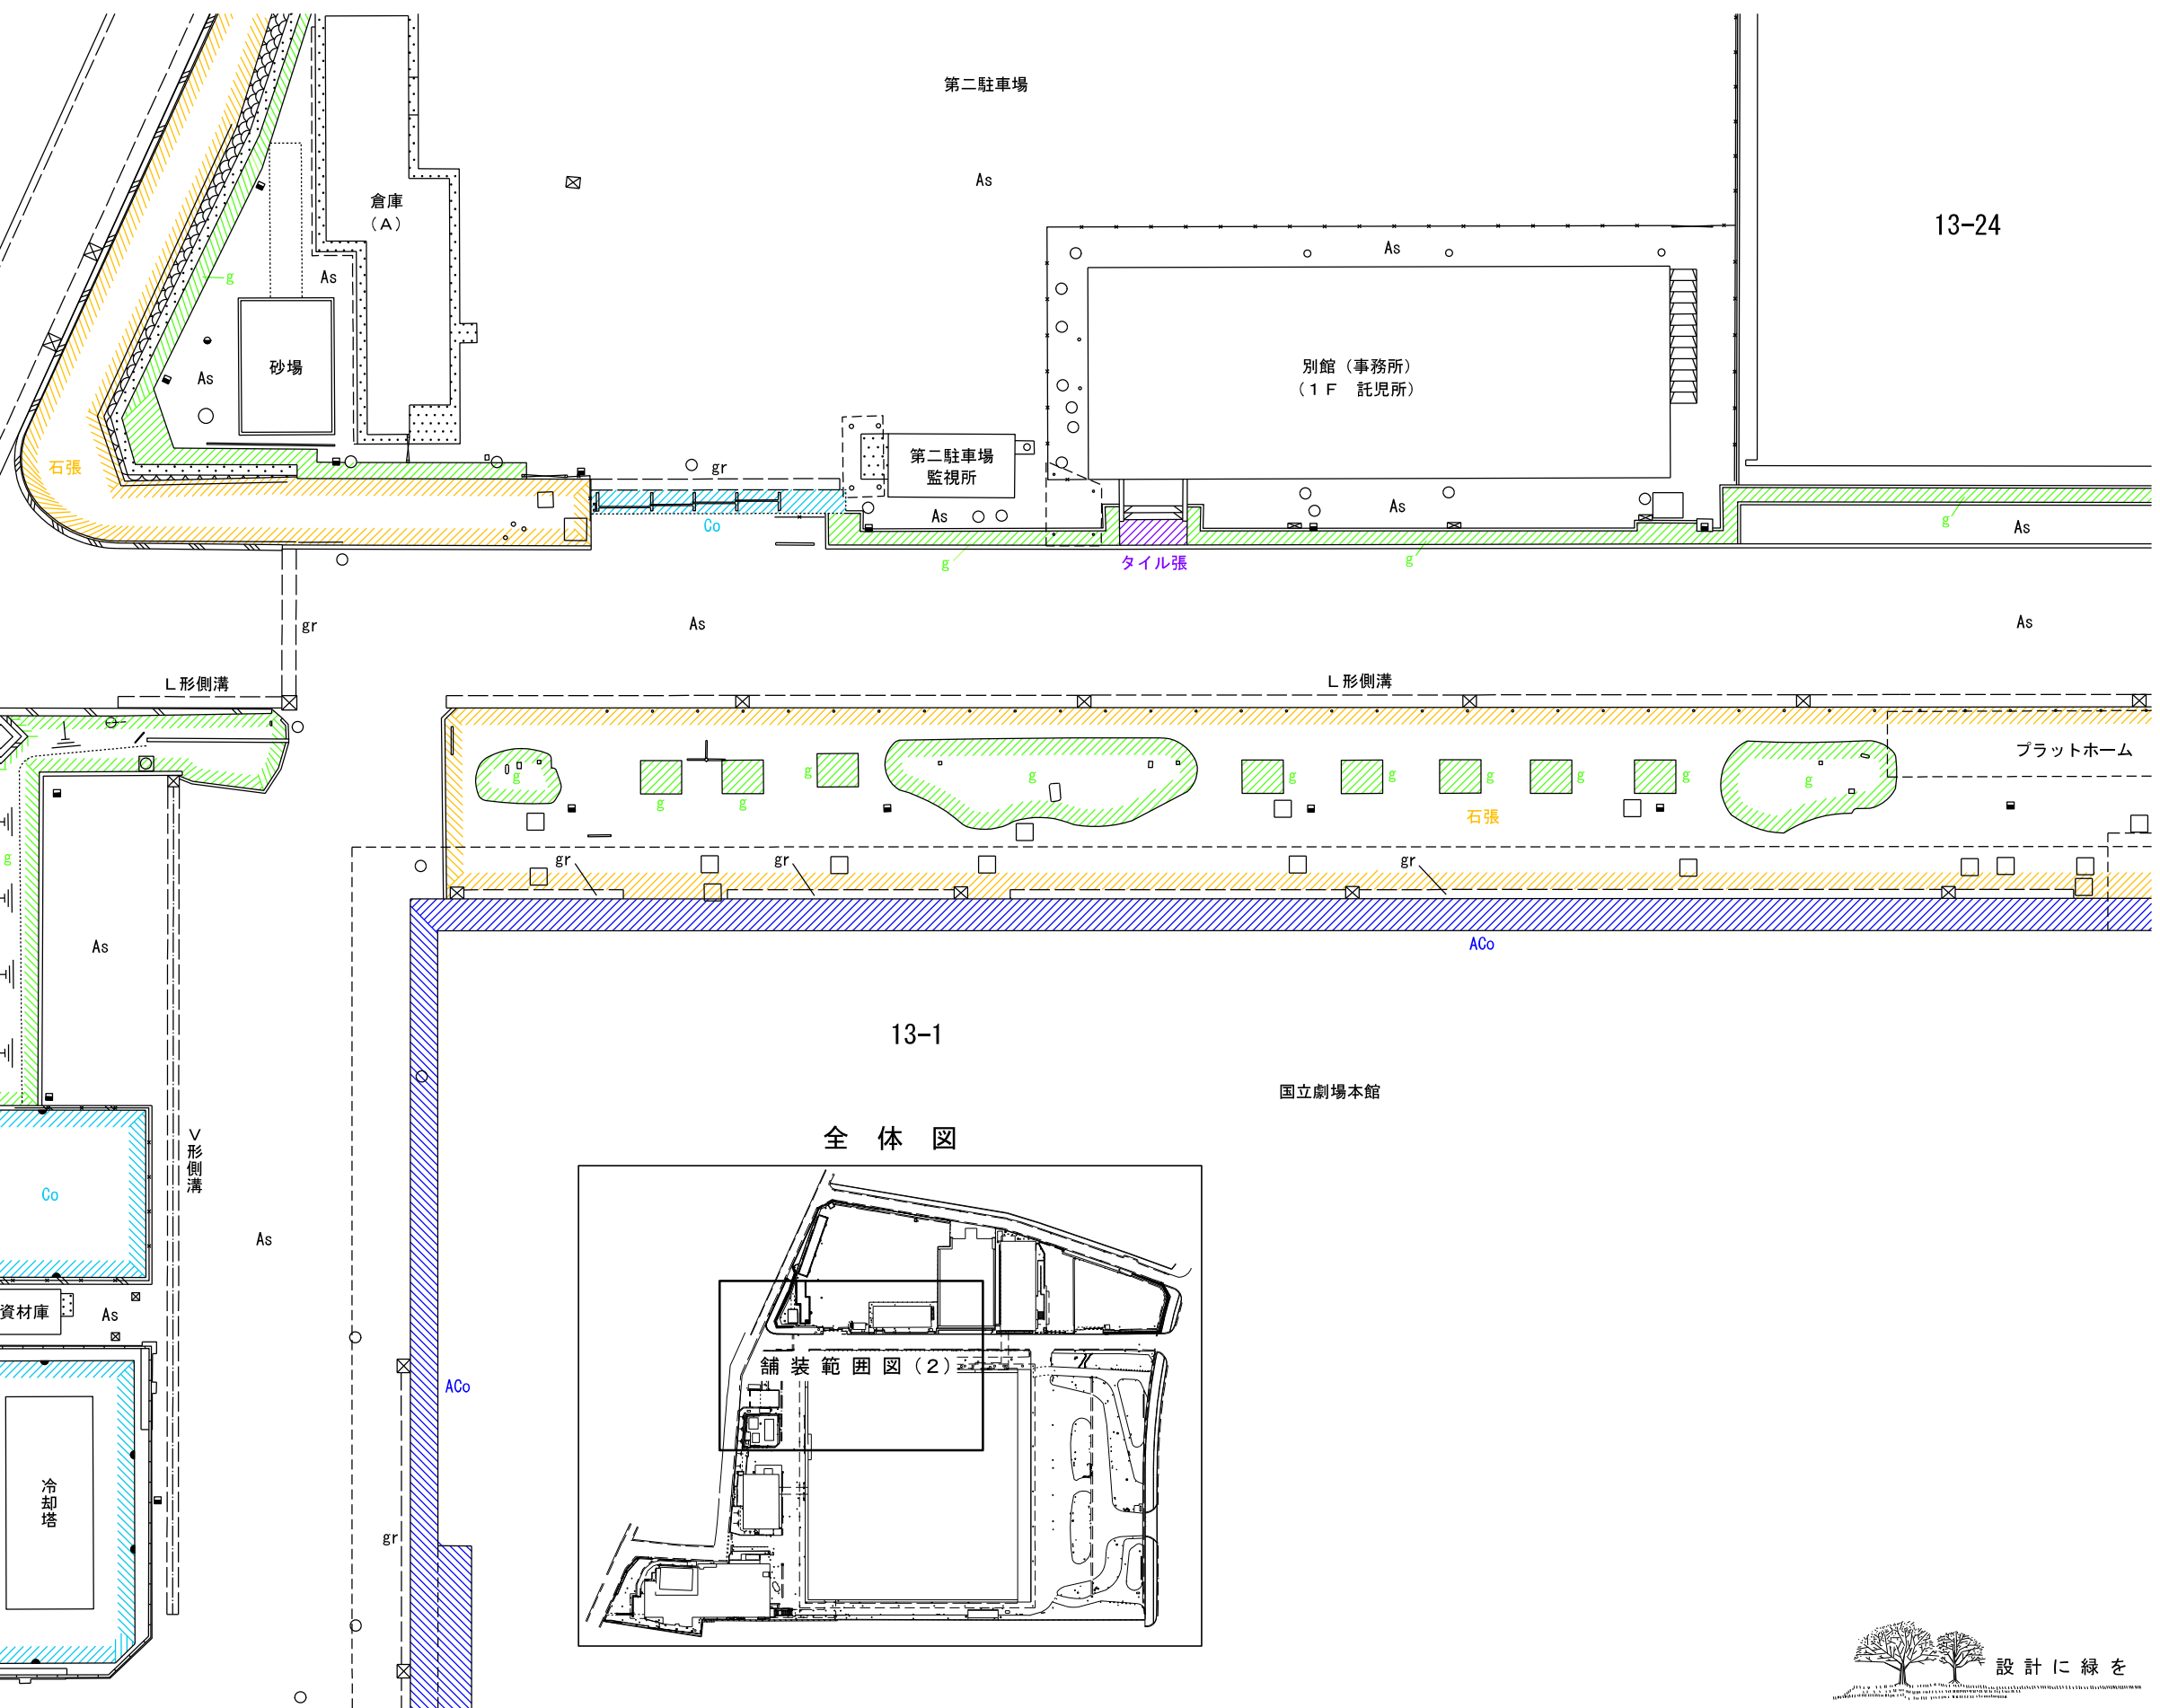 第二駐車場
As
13-24
倉庫
(A)
As
g
As
砂場
As
別館（事務所）
（１Ｆ　託児所）
石張
gr
第二駐車場
監視所
Co
As
As
g
As
g
タイル張
g
gr
As
As
Ｌ形側溝
Ｌ形側溝
プラットホーム
g
g
g
g
g
g
g
g
g
g
g
石張
g
gr
gr
gr
As
ACo
13-1
国立劇場本館
全体図
Ｖ形側溝
Co
As
資材庫
As
舗装範囲図(2)
ACo
冷却塔
gr
設計に緑を